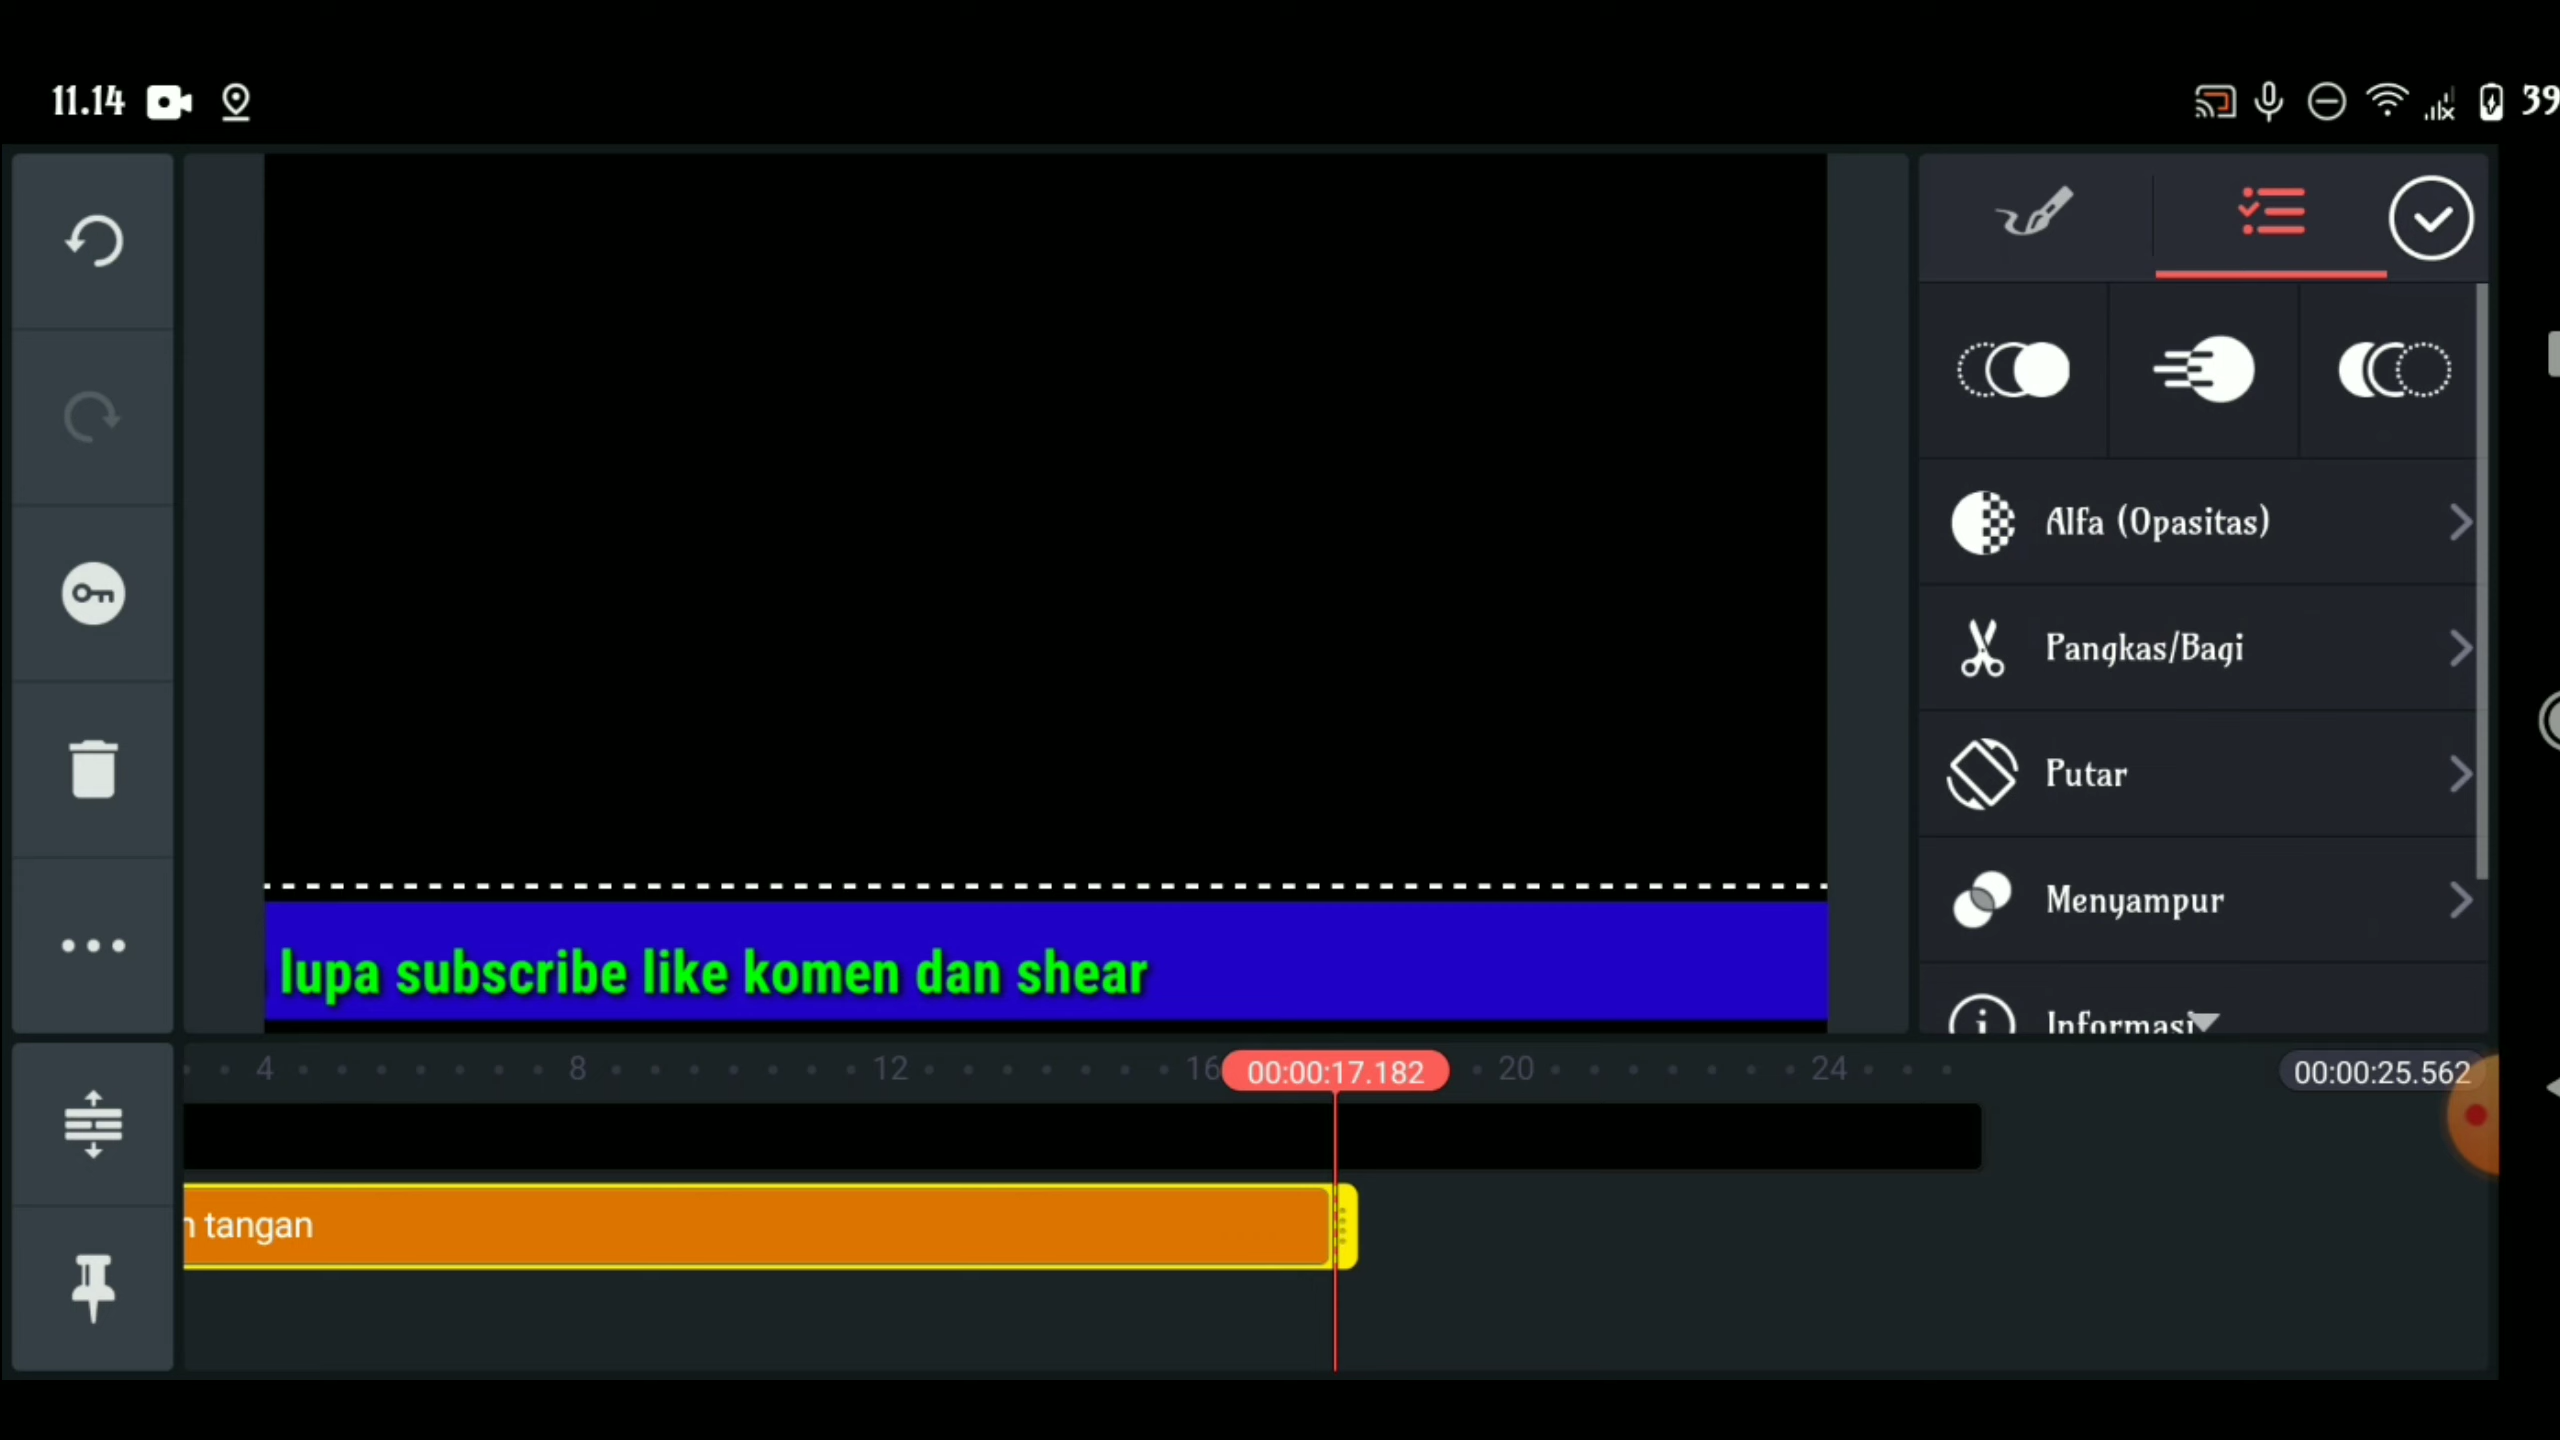 11.14
39
Alfa (Opasitas)
Pangkas/Bagi
Putar
Menyampur
Informasi
lupa subscribe like komen dan shear
4 8 12 16 00:00:17.182 20 24 00:00:25.562
n tangan